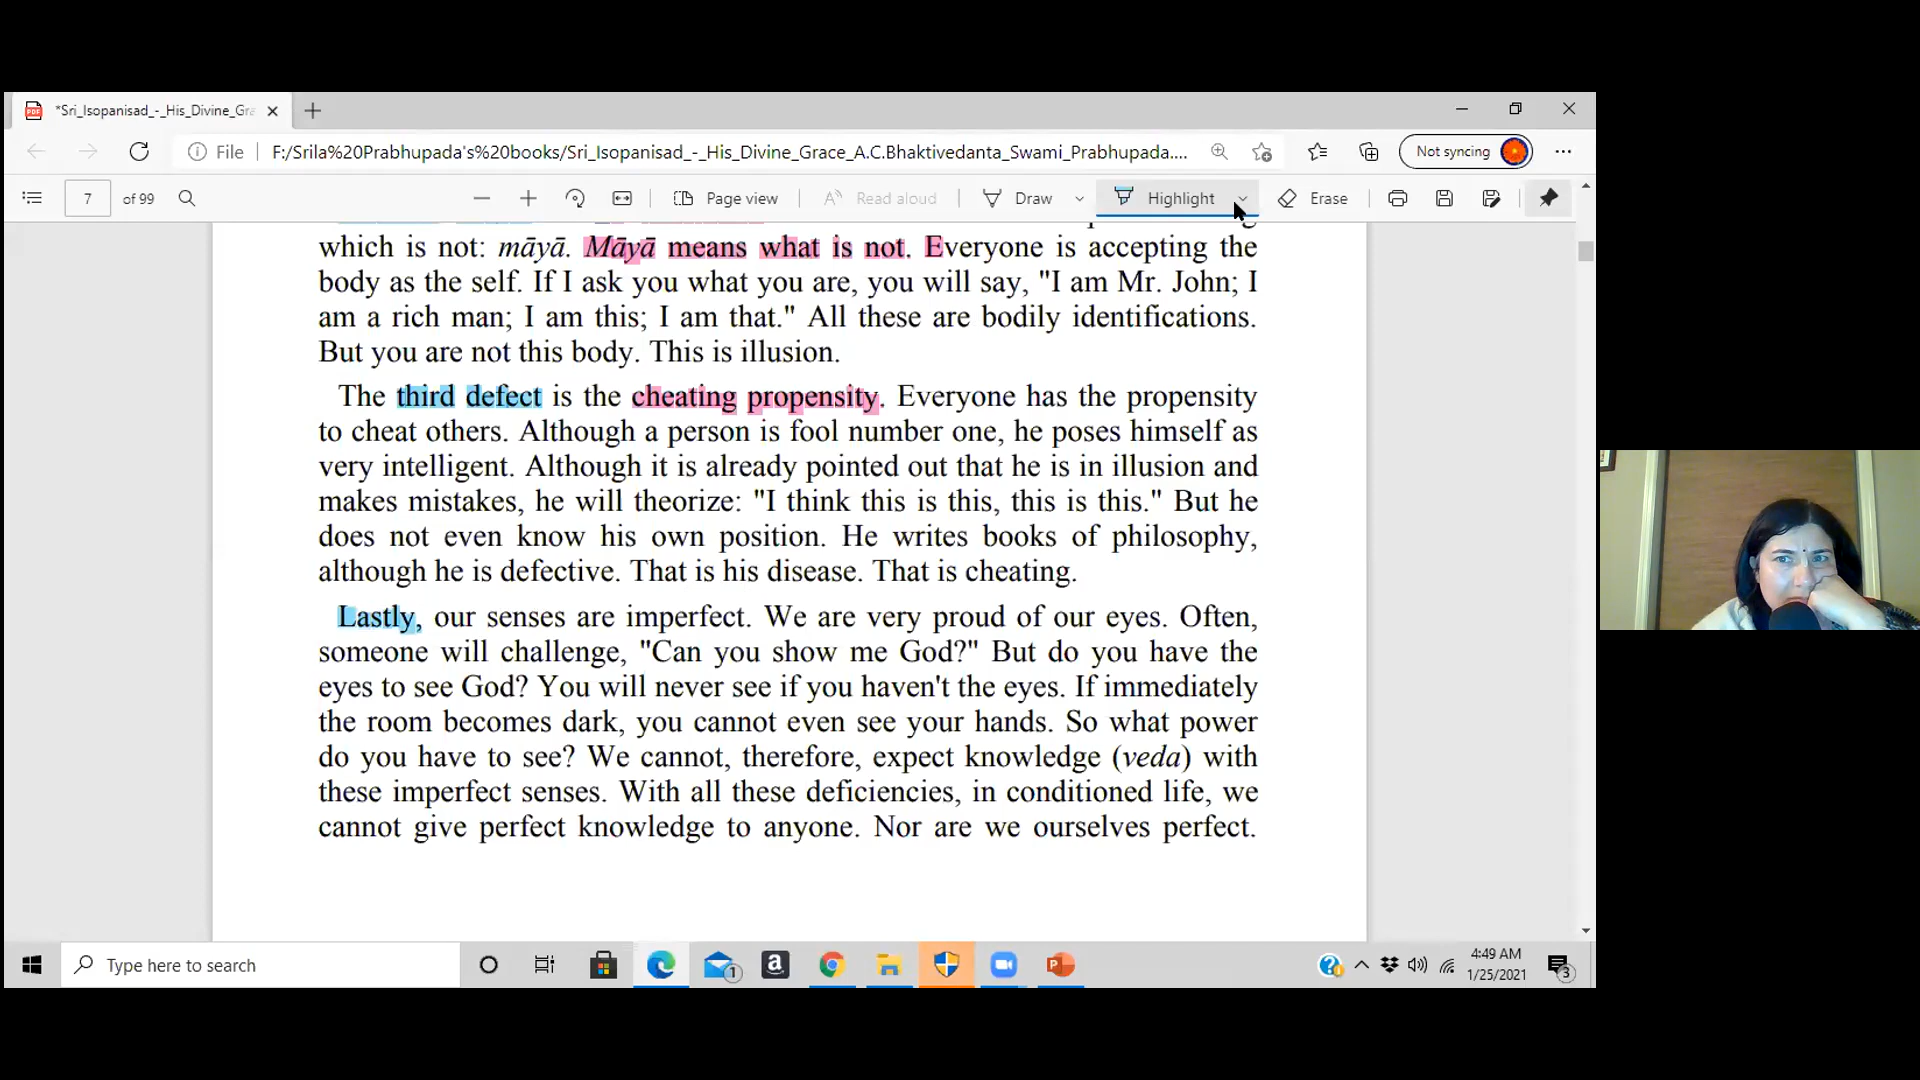 *Sri_Isopanisad_-_His_Divine_Gra
File F:/Srila%20Prabhupada's%20books/Sri_Isopanisad_-_His_Divine_Grace_A.C.Bhaktivedanta_Swami_Prabhupada.... Not syncing
7 of 99 Page view Read aloud Draw Highlight Erase
which is not: māyā. Māyā means what is not. Everyone is accepting the
body as the self. If I ask you what you are, you will say, "I am Mr. John; I
am a rich man; I am this; I am that." All these are bodily identifications.
But you are not this body. This is illusion.
The third defect is the cheating propensity. Everyone has the propensity
to cheat others. Although a person is fool number one, he poses himself as
very intelligent. Although it is already pointed out that he is in illusion and
makes mistakes, he will theorize: "I think this is this, this is this." But he
does not even know his own position. He writes books of philosophy,
although he is defective. That is his disease. That is cheating.
Lastly, our senses are imperfect. We are very proud of our eyes. Often,
someone will challenge, "Can you show me God?" But do you have the
eyes to see God? You will never see if you haven't the eyes. If immediately
the room becomes dark, you cannot even see your hands. So what power
do you have to see? We cannot, therefore, expect knowledge (veda) with
these imperfect senses. With all these deficiencies, in conditioned life, we
cannot give perfect knowledge to anyone. Nor are we ourselves perfect.
Type here to search
4:49 AM
1/25/2021